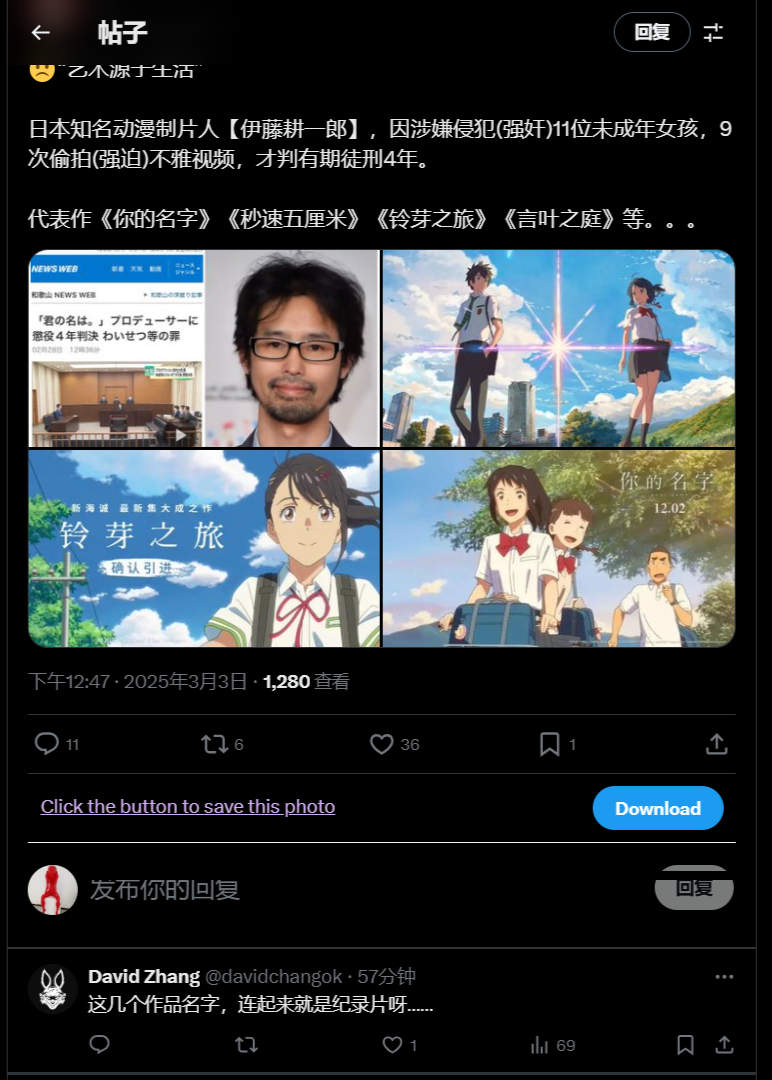 帖子
回复
“艺术源于生活”
日本知名动漫制片人【伊藤耕一郎】，因涉嫌侵犯(强奸)11位未成年女孩，9
次偷拍(强迫)不雅视频，才判有期徒刑4年。
代表作《你的名字》《秒速五厘米》《铃芽之旅》《言叶之庭》等。。。
NEWS WEB
新着 天気 動画 ニュース ジャンル
和歌山 NEWS WEB
和歌山の深掘り記事
「君の名は。」プロデューサーに
懲役４年判決 わいせつ等の罪
02月28日 12時36分
新海诚 最新集大成之作
铃芽之旅
确认引进
你的名字
12.02
下午12:47 · 2025年3月3日 · 1,280 查看
11 6 36 1
Click the button to save this photo
Download
发布你的回复
回复
David Zhang @davidchangok · 57分钟
这几个作品名字，连起来就是纪录片呀......
1 69